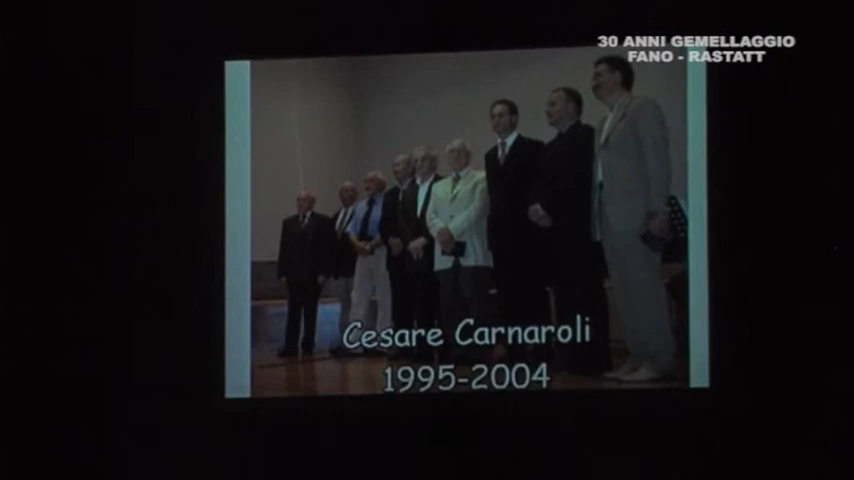 30 ANNI GEMELLAGGIO
FANO - RASTATT
Cesare Carnaroli
1995-2004